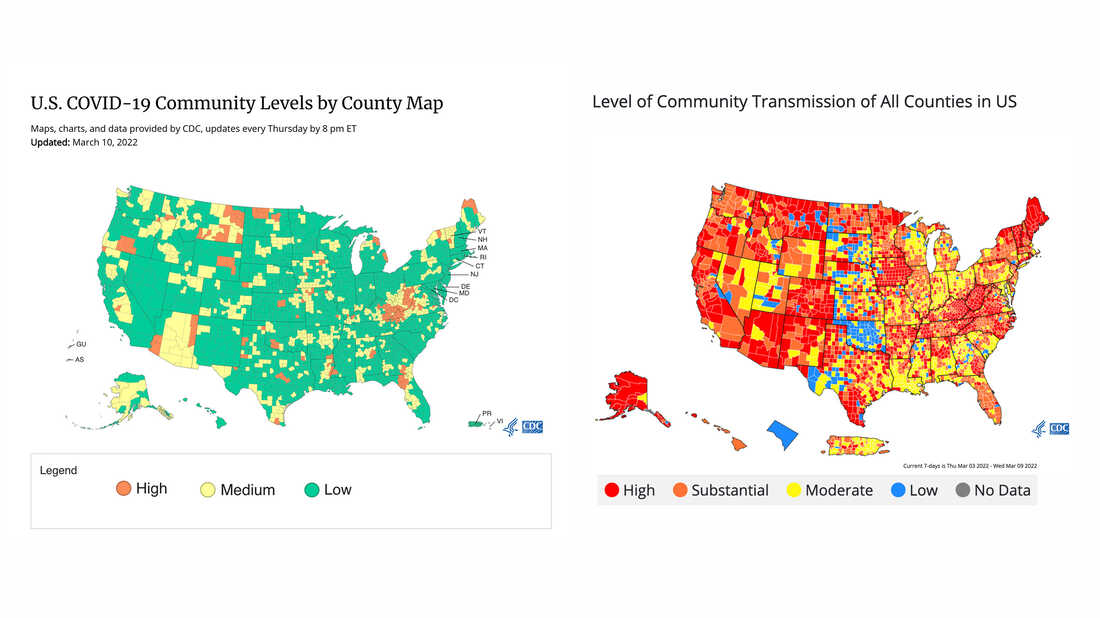 U.S. COVID-19 Community Levels by County Map
Maps, charts, and data provided by CDC, updates every Thursday by 8 pm ET
Updated: March 10, 2022
VT
NH
MA
RI
CT
NJ
DE
MD
DC
GU
AS
PR
VI
CDC
Legend
High
Medium
Low
Level of Community Transmission of All Counties in US
CDC
Current 7-days is Thu Mar 03 2022 - Wed Mar 09 2022
High
Substantial
Moderate
Low
No Data